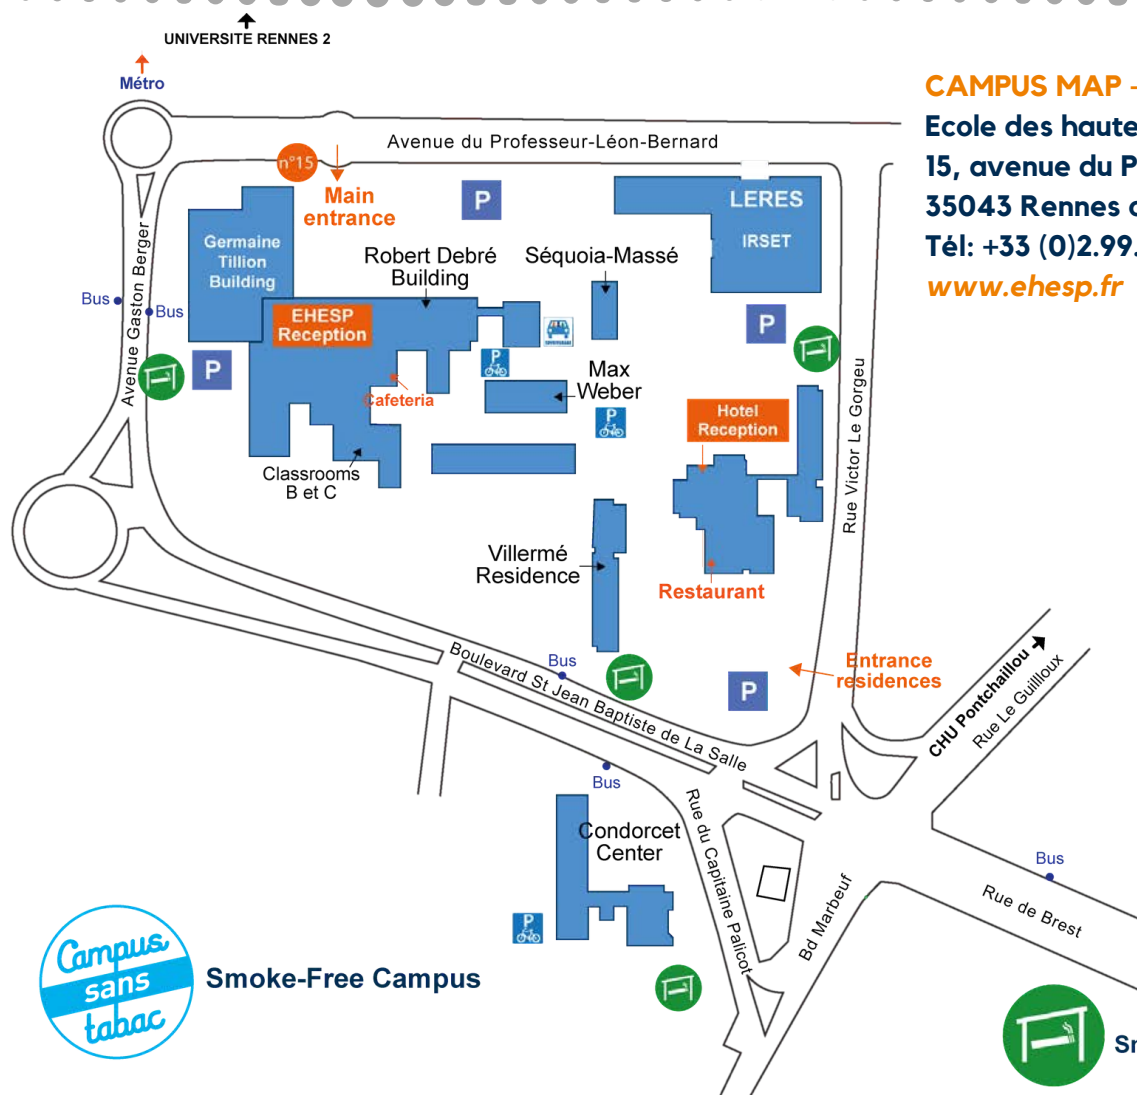 UNIVERSITE RENNES 2
Métro
CAMPUS MAP -
Ecole des haute
15, avenue du P
35043 Rennes
Tél: +33 (0)2.99.
www.ehesp.fr
Avenue du Professeur-Léon-Bernard
n°15
Main
entrance
P
LERES
IRSET
Germaine
Tillion
Building
Robert Debré
Building
Séquoia-Massé
Avenue Gaston Berger
Bus
Bus
EHESP
Reception
P
P
P
Max
Weber
Cafeteria
P
Hotel
Reception
Rue Victor Le Gorgeu
Classrooms
B et C
Villermé
Residence
Restaurant
Boulevard St Jean Baptiste de La Salle
Bus
P
Entrance
residences
CHU Pontchaillou
Rue Le Guillloux
Bus
Rue du Capitaine Palicot
Condorcet
Center
Bd Marbeuf
Bus
Rue de Brest
P
Campus
sans
tabac
Smoke-Free Campus